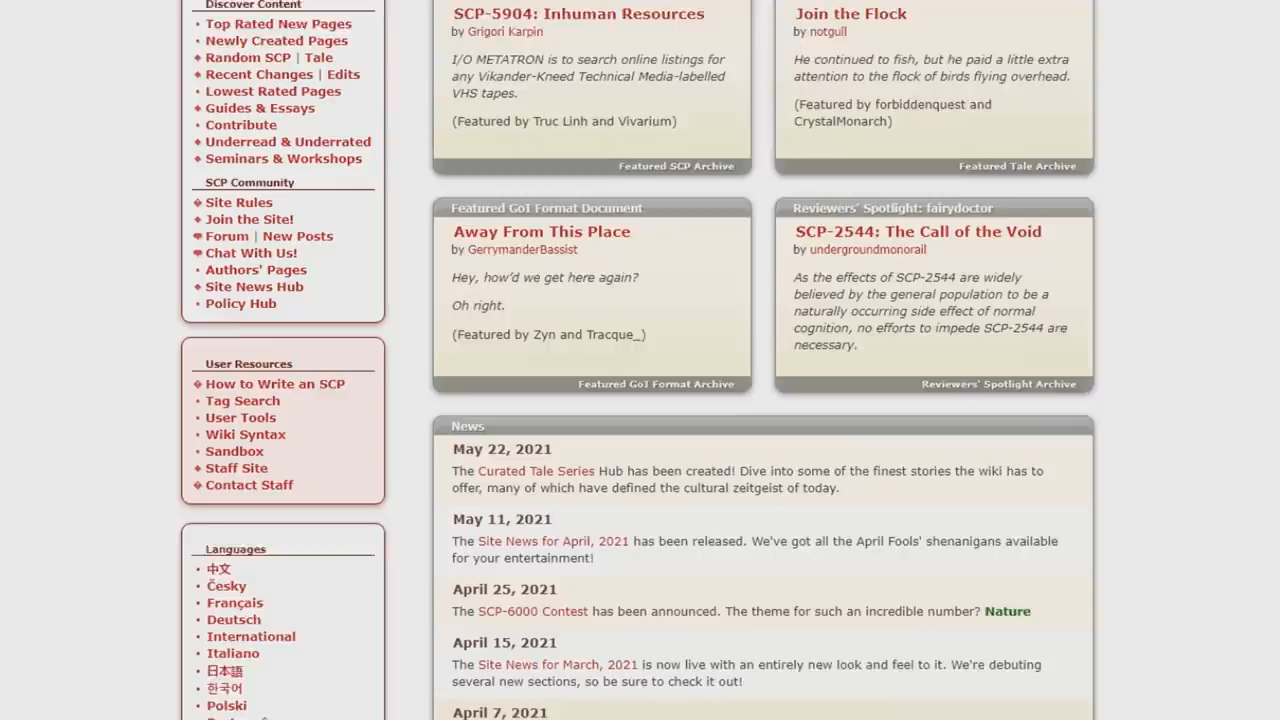 Discover Content
Top Rated New Pages
Newly Created Pages
Random SCP | Tale
Recent Changes | Edits
Lowest Rated Pages
Guides & Essays
Contribute
Underread & Underrated
Seminars & Workshops
SCP Community
Site Rules
Join the Site!
Forum | New Posts
Chat With Us!
Authors' Pages
Site News Hub
Policy Hub
User Resources
How to Write an SCP
Tag Search
User Tools
Wiki Syntax
Sandbox
Staff Site
Contact Staff
Languages
中文
Česky
Français
Deutsch
International
Italiano
日本語
한국어
Polski
SCP-5904: Inhuman Resources
by Grigori Karpin
I/O METATRON is to search online listings for
any Vikander-Kneed Technical Media-labelled
VHS tapes.
(Featured by Truc Linh and Vivarium)
Featured SCP Archive
Join the Flock
by notgull
He continued to fish, but he paid a little extra
attention to the flock of birds flying overhead.
(Featured by forbiddenquest and
CrystalMonarch)
Featured Tale Archive
Featured GoI Format Document
Away From This Place
by GerrymanderBassist
Hey, how’d we get here again?
Oh right.
(Featured by Zyn and Tracque_)
Featured GoI Format Archive
Reviewers' Spotlight: fairydoctor
SCP-2544: The Call of the Void
by undergroundmonorail
As the effects of SCP-2544 are widely
believed by the general population to be a
naturally occurring side effect of normal
cognition, no efforts to impede SCP-2544 are
necessary.
Reviewers' Spotlight Archive
News
May 22, 2021
The Curated Tale Series Hub has been created! Dive into some of the finest stories the wiki has to
offer, many of which have defined the cultural zeitgeist of today.
May 11, 2021
The Site News for April, 2021 has been released. We've got all the April Fools' shenanigans available
for your entertainment!
April 25, 2021
The SCP-6000 Contest has been announced. The theme for such an incredible number? Nature
April 15, 2021
The Site News for March, 2021 is now live with an entirely new look and feel to it. We're debuting
several new sections, so be sure to check it out!
April 7, 2021